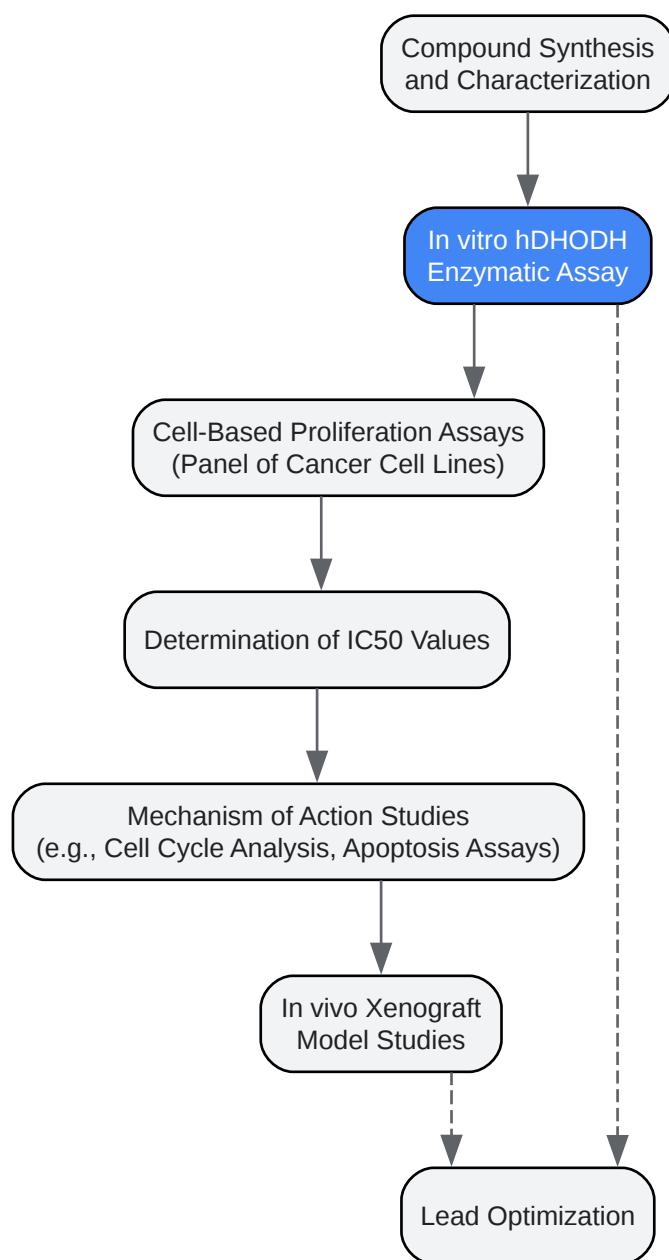 Compound Synthesis
and Characterization
In vitro hDHODH
Enzymatic Assay
Cell-Based Proliferation Assays
(Panel of Cancer Cell Lines)
Determination of IC50 Values
Mechanism of Action Studies
(e.g., Cell Cycle Analysis, Apoptosis Assays)
In vivo Xenograft
Model Studies
Lead Optimization